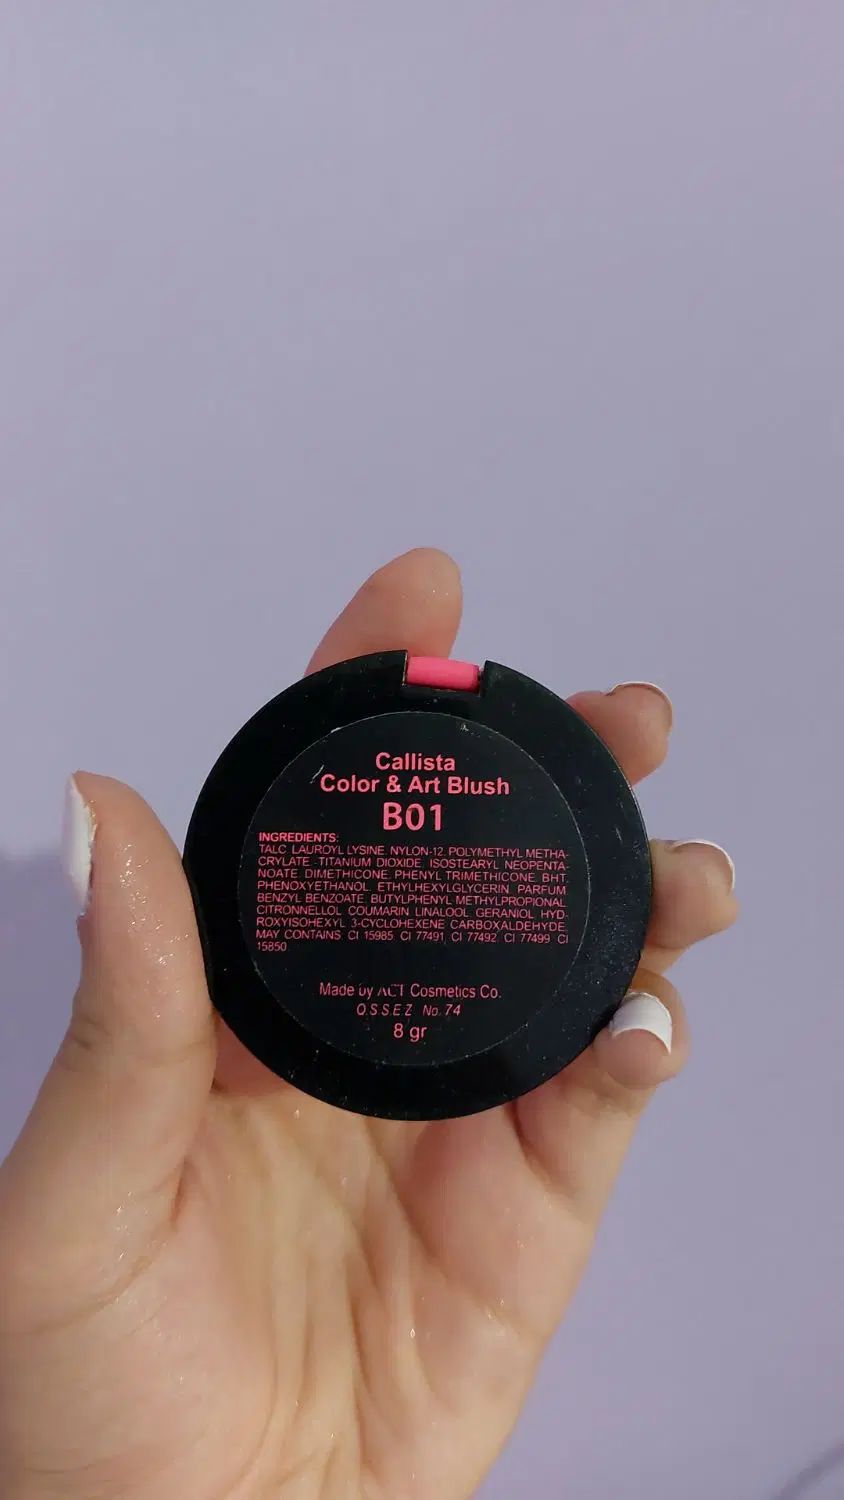 Callista
Color & Art Blush
B01
INGREDIENTS:
TALC LAUROYL LYSINE. NYLON-12. POLYMETHYL METHA-
CRYLATE -TITANIUM DIOXIDE. ISOSTEARYL NEOPENTA-
NOATE. DIMETHICONE. PHENYL TRIMETHICONE. BHT.
PHENOXYETHANOL. ETHYLHEXYLGLYCERIN. PARFUM
BENZYL BENZOATE. BUTYLPHENYL METHYLPROPIONAL
CITRONNELLOL COUMARIN LINALOOL GERANIOL HYD-
ROXYISOHEXYL 3-CYCLOHEXENE CARBOXALDEHYDE.
MAY CONTAINS CI 15985 CI 77491 CI 77492 CI 77499 CI
15850
Made by ACT Cosmetics Co.
OSSEZ No 74
8 gr